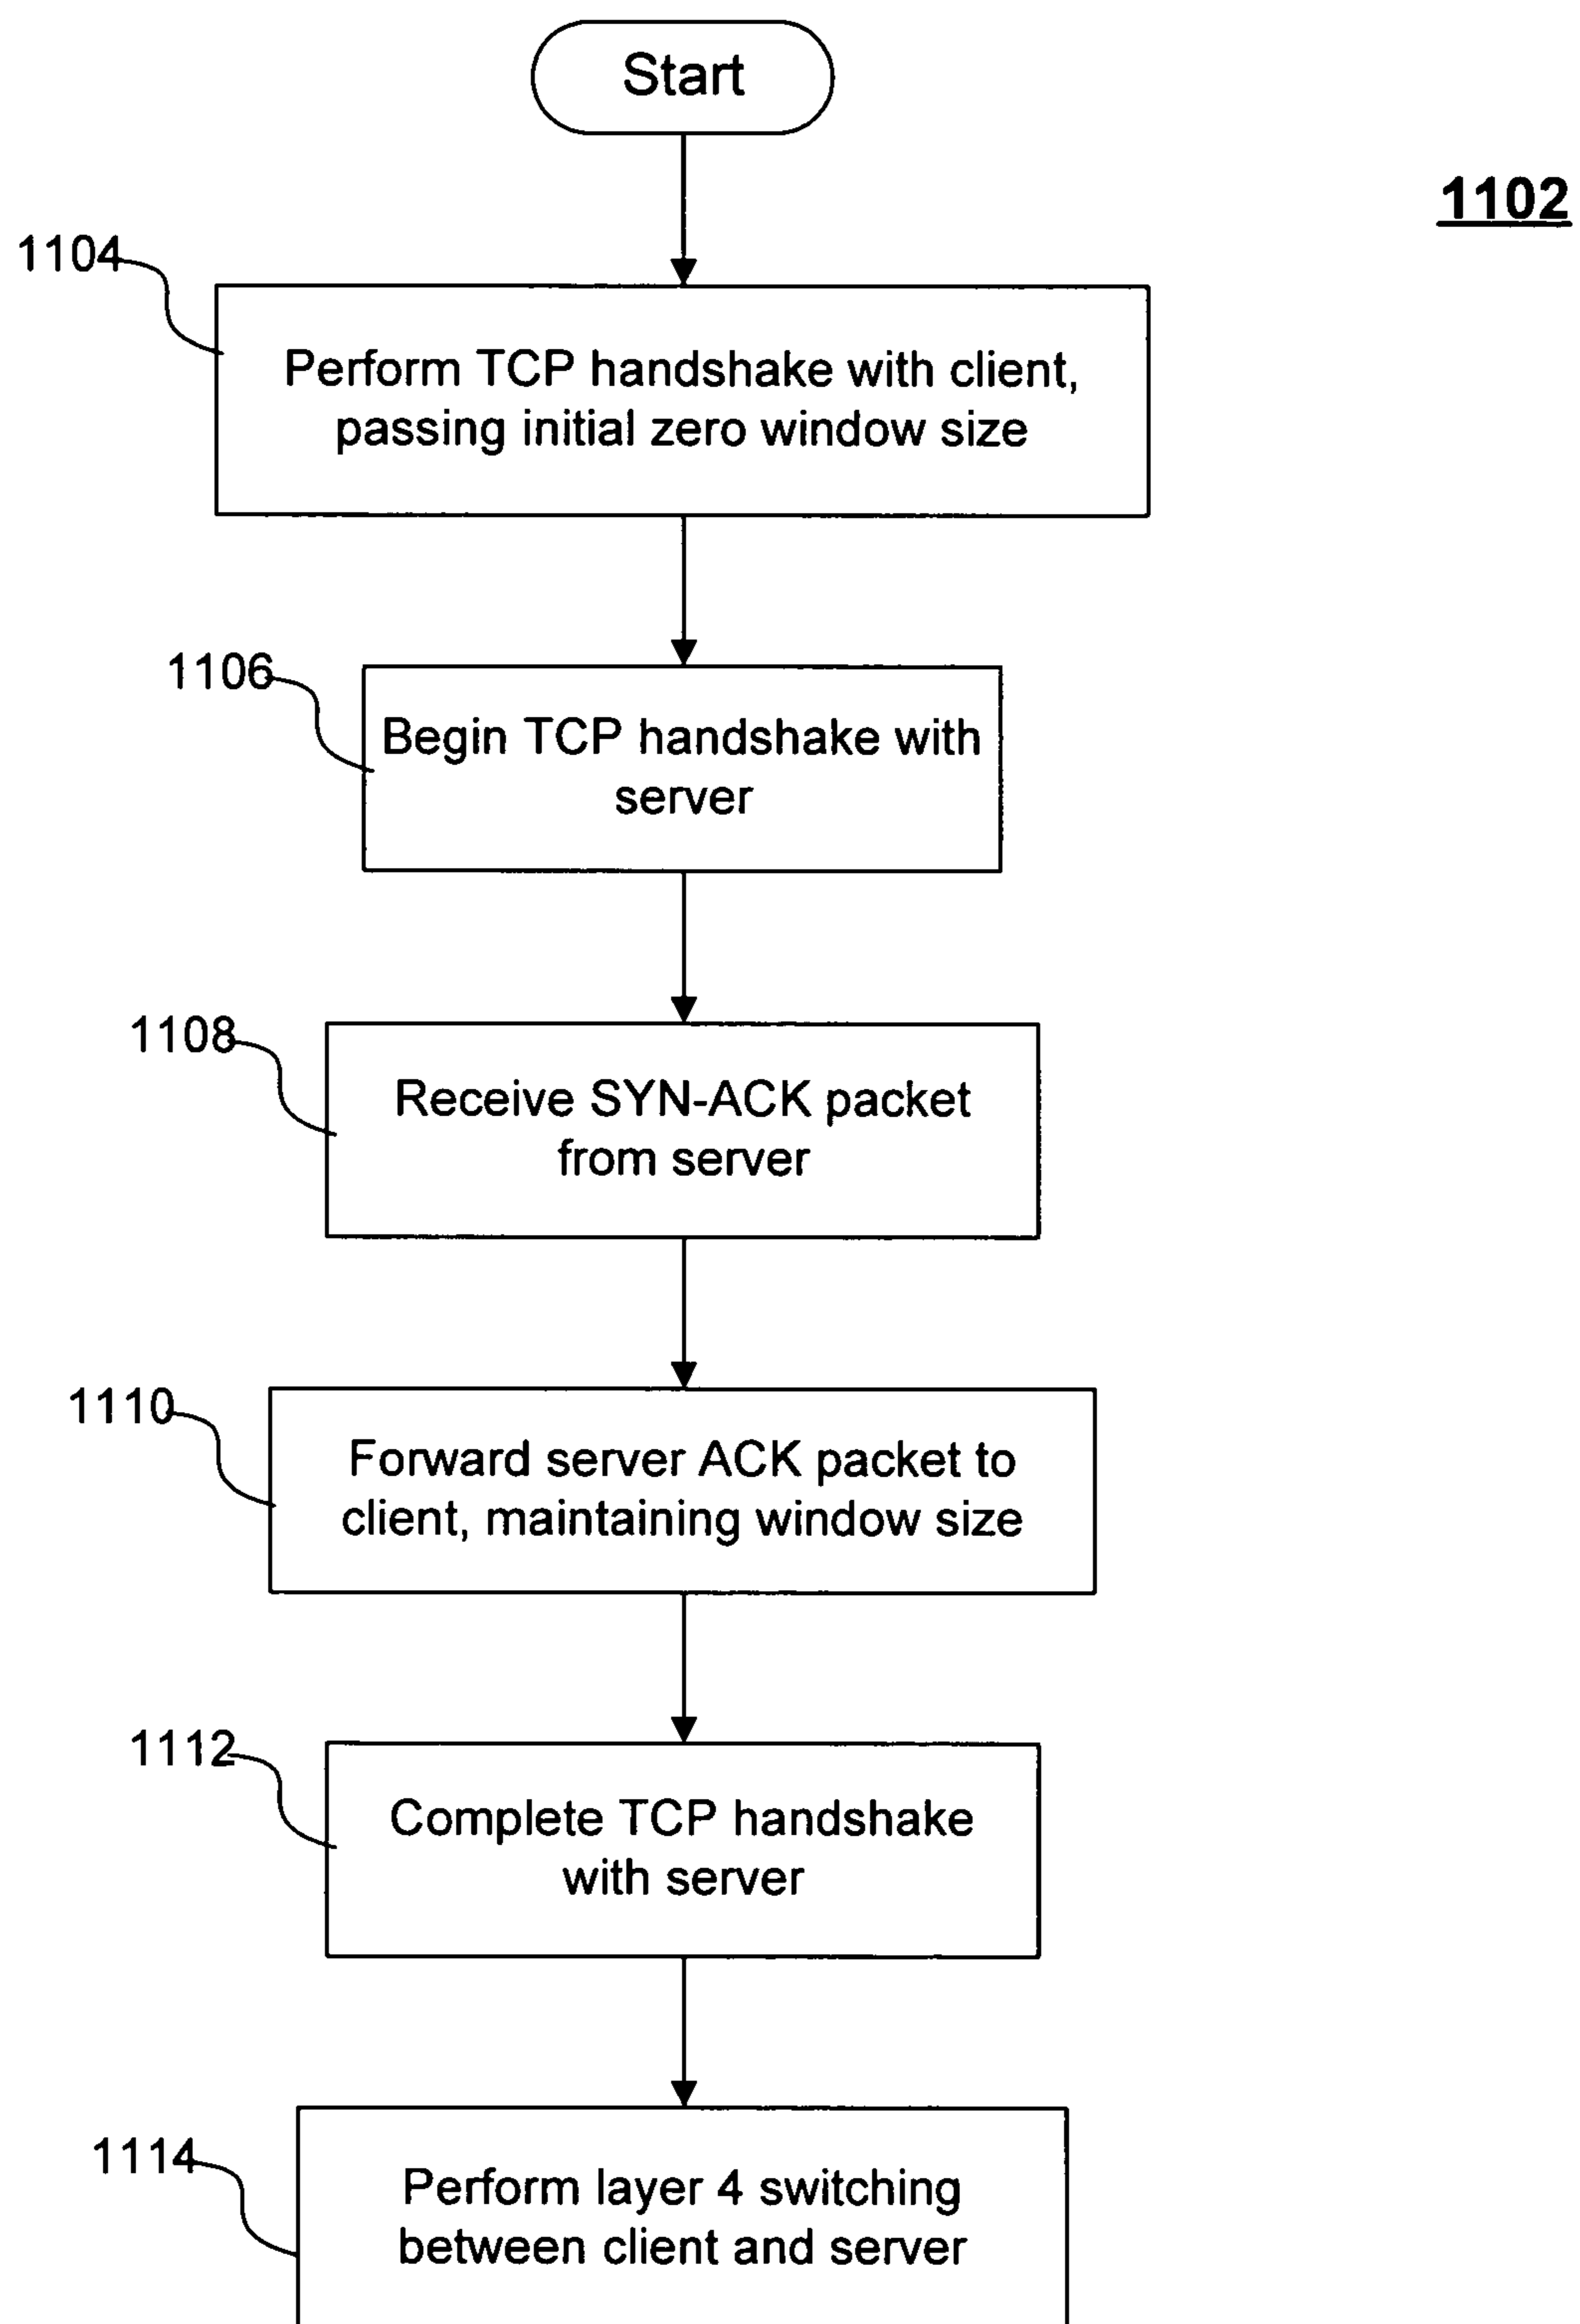 Start
1102
1104
Perform TCP handshake with client,
passing initial zero window size
1106
Begin TCP handshake with
server
1108
Receive SYN-ACK packet
from server
1110
Forward server ACK packet to
client, maintaining window size
1112
Complete TCP handshake
with server
1114
Perform layer 4 switching
between client and server